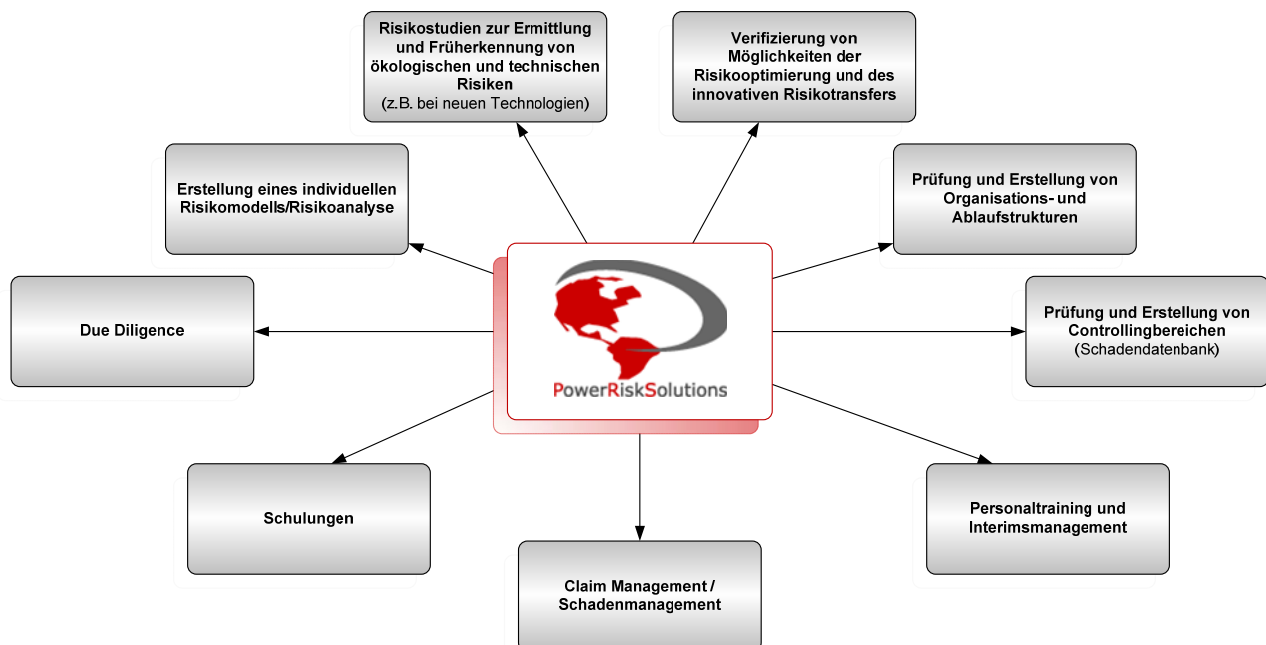 Risikostudien zur Ermittlung
und Früherkennung von
ökologischen und technischen
Risiken
(z.B. bei neuen Technologien)
Verifizierung von
Möglichkeiten der
Risikooptimierung und des
innovativen Risikotransfers
Erstellung eines individuellen
Risikomodells/Risikoanalyse
Prüfung und Erstellung von
Organisations- und
Ablaufstrukturen
Due Diligence
PowerRiskSolutions
Prüfung und Erstellung von
Controllingbereichen
(Schadendatenbank)
Schulungen
Claim Management /
Schadenmanagement
Personaltraining und
Interimsmanagement